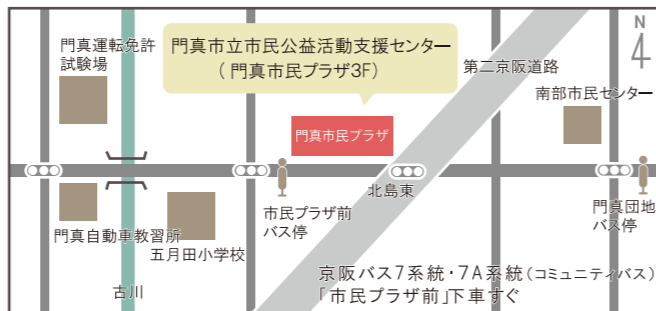 門真運転免許
試験場
門真市立市民公益活動支援センター
(門真市民プラザ3F)
第二京阪道路
N
南部市民センター
門真市民プラザ
北島東
市民プラザ前
バス停
門真団地
バス停
門真自動車教習所
五月田小学校
古川
京阪バス7系統・7A系統(コミュニティバス)
「市民プラザ前」下車すぐ